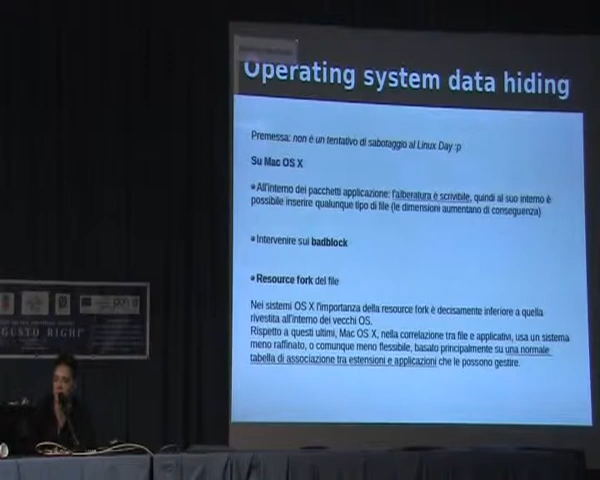 Operating system data hiding
Premessa: non è un tentativo di sabotaggio al Linux Day :p
Su Mac OS X
All'interno dei pacchetti applicazione: l'alberatura è scrivibile, quindi al suo interno è
possibile inserire qualunque tipo di file (le dimensioni aumentano di conseguenza)
Intervenire sui badblock
Resource fork del file
Nei sistemi OS X l'importanza della resource fork è decisamente inferiore a quella
rivestita all'interno dei vecchi OS.
Rispetto a questi ultimi, Mac OS X, nella correlazione tra file e applicativi, usa un sistema
meno raffinato, o comunque meno flessibile, basato principalmente su una normale
tabella di associazione tra estensioni e applicazioni che le possono gestire.
GUSTO RIGHI